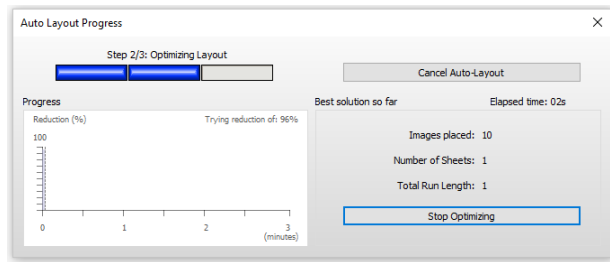 Auto Layout Progress
Step 2/3: Optimizing Layout
Cancel Auto-Layout
Progress
Reduction (%)
Trying reduction of: 96%
100
0 1 2 3
(minutes)
Best solution so far
Elapsed time: 02s
Images placed: 10
Number of Sheets: 1
Total Run Length: 1
Stop Optimizing